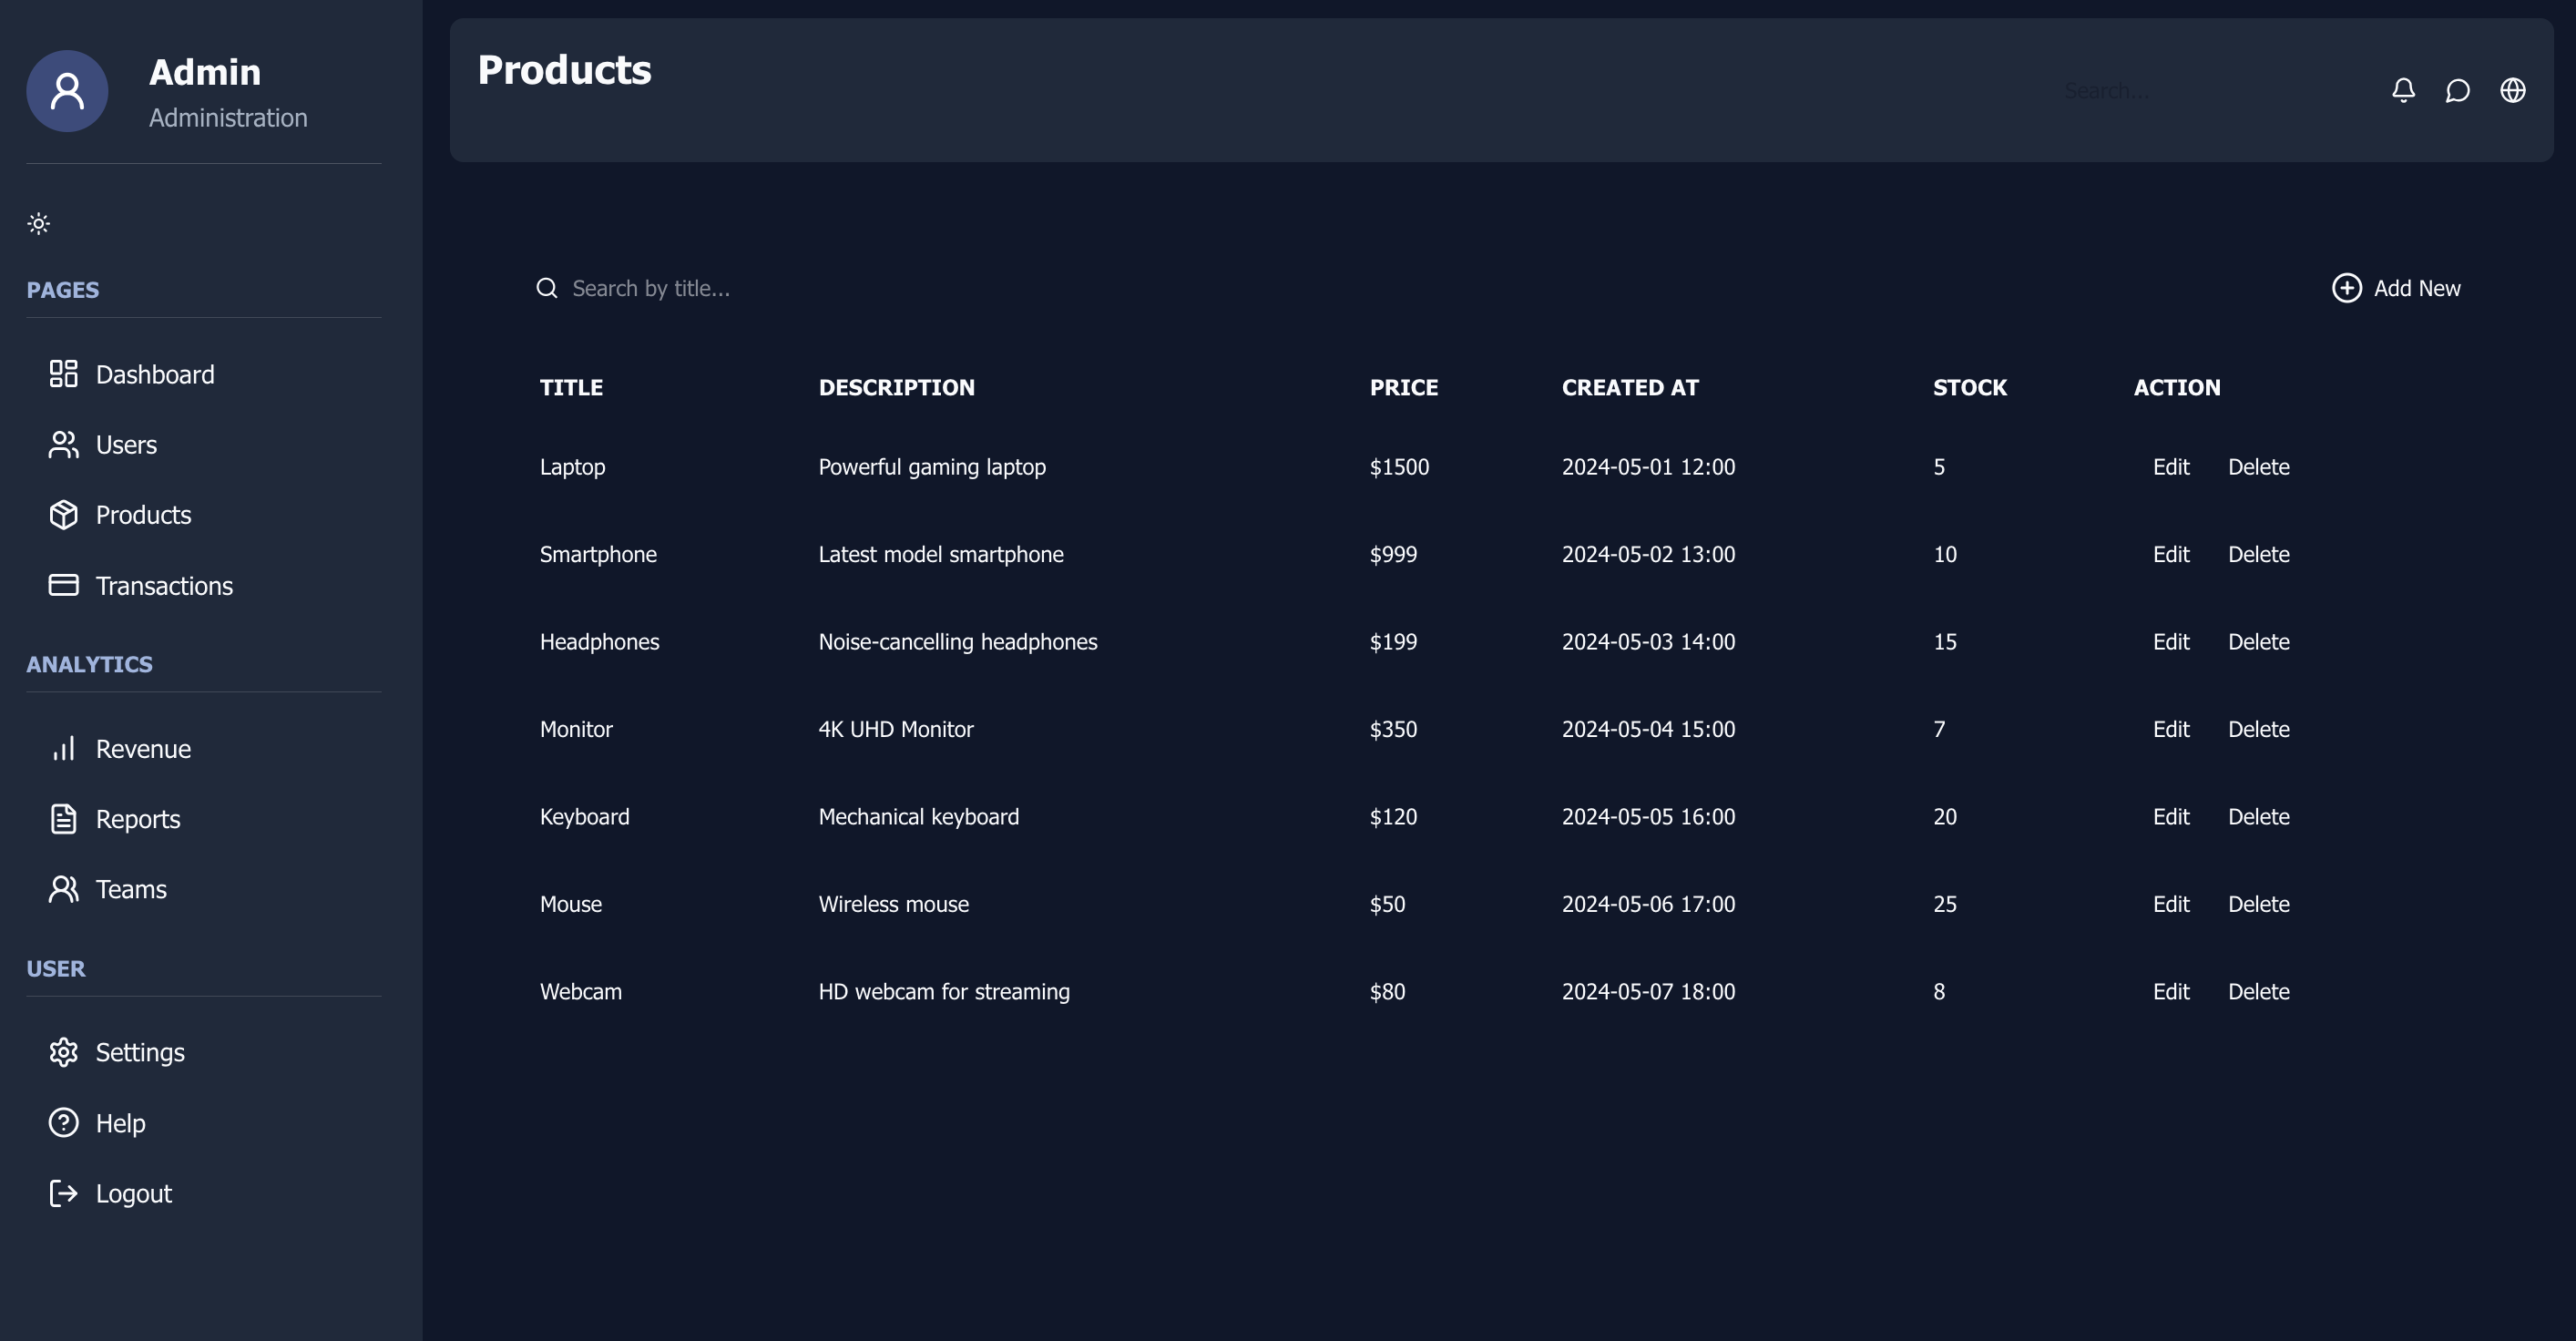 Admin
Administration
PAGES
Dashboard
Users
Products
Transactions
ANALYTICS
Revenue
Reports
Teams
USER
Settings
Help
Logout
Products
Search...
Search by title...
Add New
TITLE DESCRIPTION PRICE CREATED AT STOCK ACTION
Laptop Powerful gaming laptop $1500 2024-05-01 12:00 5 Edit Delete
Smartphone Latest model smartphone $999 2024-05-02 13:00 10 Edit Delete
Headphones Noise-cancelling headphones $199 2024-05-03 14:00 15 Edit Delete
Monitor 4K UHD Monitor $350 2024-05-04 15:00 7 Edit Delete
Keyboard Mechanical keyboard $120 2024-05-05 16:00 20 Edit Delete
Mouse Wireless mouse $50 2024-05-06 17:00 25 Edit Delete
Webcam HD webcam for streaming $80 2024-05-07 18:00 8 Edit Delete